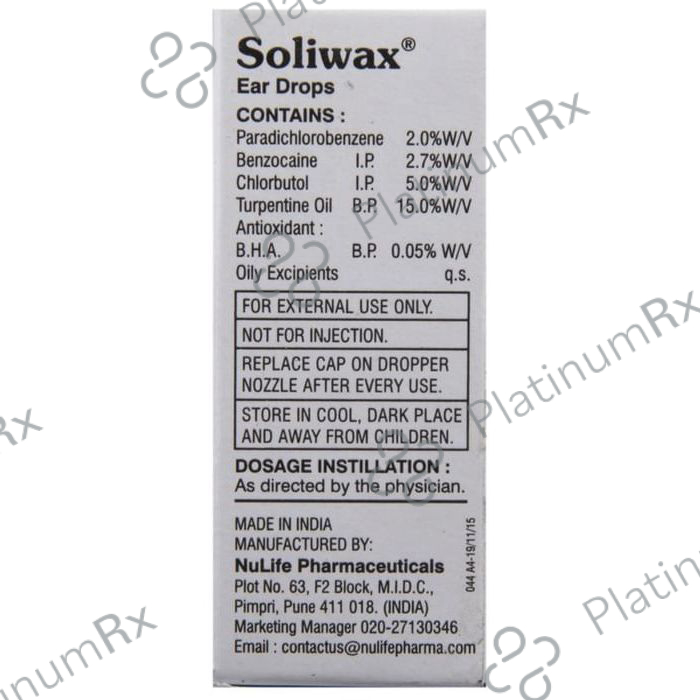 Soliwax®
Ear Drops
CONTAINS :
Paradichlorobenzene 2.0%W/V
Benzocaine I.P. 2.7%W/V
Chlorbutol I.P. 5.0%W/V
Turpentine Oil B.P. 15.0%W/V
Antioxidant :
B.H.A. B.P. 0.05% W/V
Oily Excipients q.s.
FOR EXTERNAL USE ONLY.
NOT FOR INJECTION.
REPLACE CAP ON DROPPER
NOZZLE AFTER EVERY USE.
STORE IN COOL, DARK PLACE
AND AWAY FROM CHILDREN.
DOSAGE INSTILLATION :
As directed by the physician.
MADE IN INDIA
MANUFACTURED BY:
NuLife Pharmaceuticals
Plot No. 63, F2 Block, M.I.D.C.,
Pimpri, Pune 411 018. (INDIA)
Marketing Manager 020-27130346
Email : contactus@nulifepharma.com
044 A4-19/11/15
PlatinumRx
PlatinumRx
PlatinumRx
Rx
PlatinumRx
inumRx
Platinu